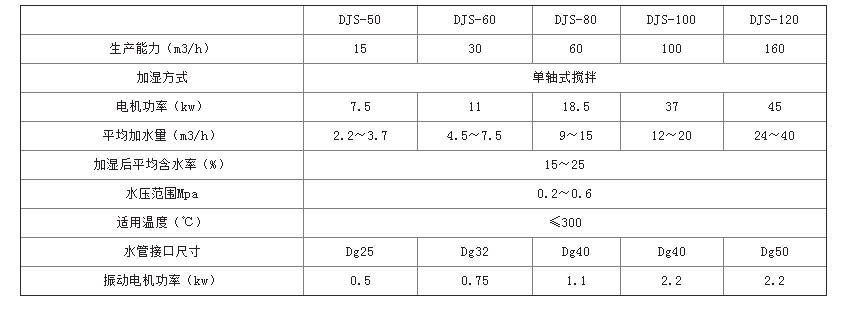 DJS-50 DJS-60 DJS-80 DJS-100 DJS-120
生产能力（m3/h） 15 30 60 100 160
加湿方式 单轴式搅拌
电机功率（kw） 7.5 11 18.5 37 45
平均加水量（m3/h） 2.2～3.7 4.5～7.5 9～15 12～20 24～40
加湿后平均含水率（%） 15～25
水压范围Mpa 0.2～0.6
适用温度（℃） ≤300
水管接口尺寸 Dg25 Dg32 Dg40 Dg40 Dg50
振动电机功率（kw） 0.5 0.75 1.1 2.2 2.2